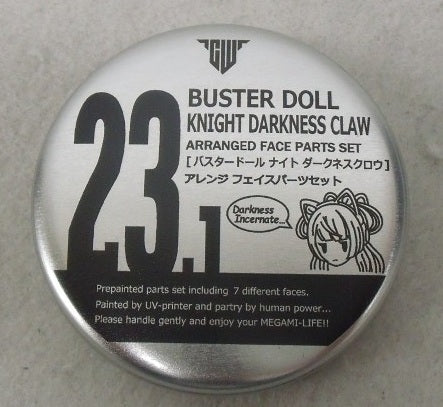 GW
BUSTER DOLL
KNIGHT DARKNESS CLAW
ARRANGED FACE PARTS SET
[バスタードール ナイト ダークネスクロウ]
アレンジ フェイスパーツセット
23.1
Darkness
Incernate...
Prepainted parts set including 7 different faces.
Painted by UV-printer and partry by human power...
Please handle gently and enjoy your MEGAMI-LIFE!!